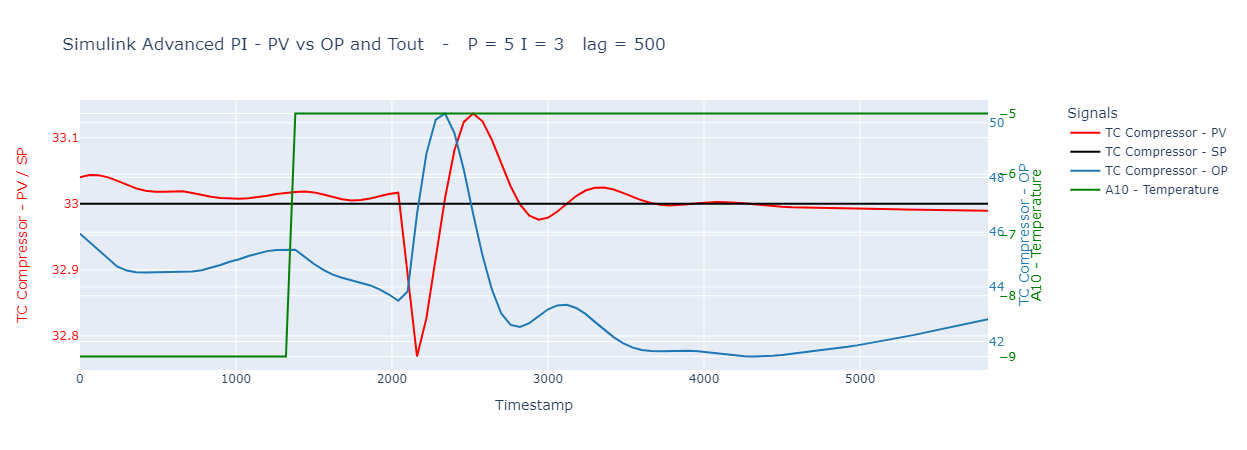 Simulink Advanced PI - PV vs OP and Tout - P = 5 I = 3 lag = 500
TC Compressor - PV / SP
33.1
33
32.9
32.8
0
1000
2000
3000
4000
5000
Timestamp
50
48
46
44
42
TC Compressor - OP
−5
−6
−7
−8
−9
A10 - Temperature
Signals
TC Compressor - PV
TC Compressor - SP
TC Compressor - OP
A10 - Temperature